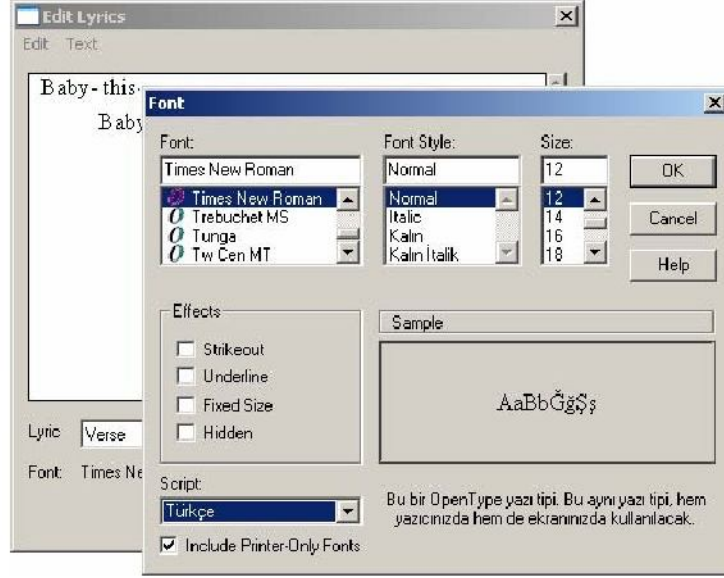 Edit Lyrics
Edit Text
Baby - this
Baby
Font
Font:
Times New Roman
Times New Roman
Trebuchet MS
Tunga
Tw Cen MT
Font Style:
Normal
Normal
Italic
Kalın
Kalın İtalik
Size:
12
12
14
16
18
OK
Cancel
Help
Effects
Strikeout
Underline
Fixed Size
Hidden
Sample
AaBbĞğŞş
Lyric Verse
Font: Times Ne
Script:
Türkçe
Include Printer-Only Fonts
Bu bir OpenType yazı tipi. Bu aynı yazı tipi, hem
yazıcınızda hem de ekranınızda kullanılacak.